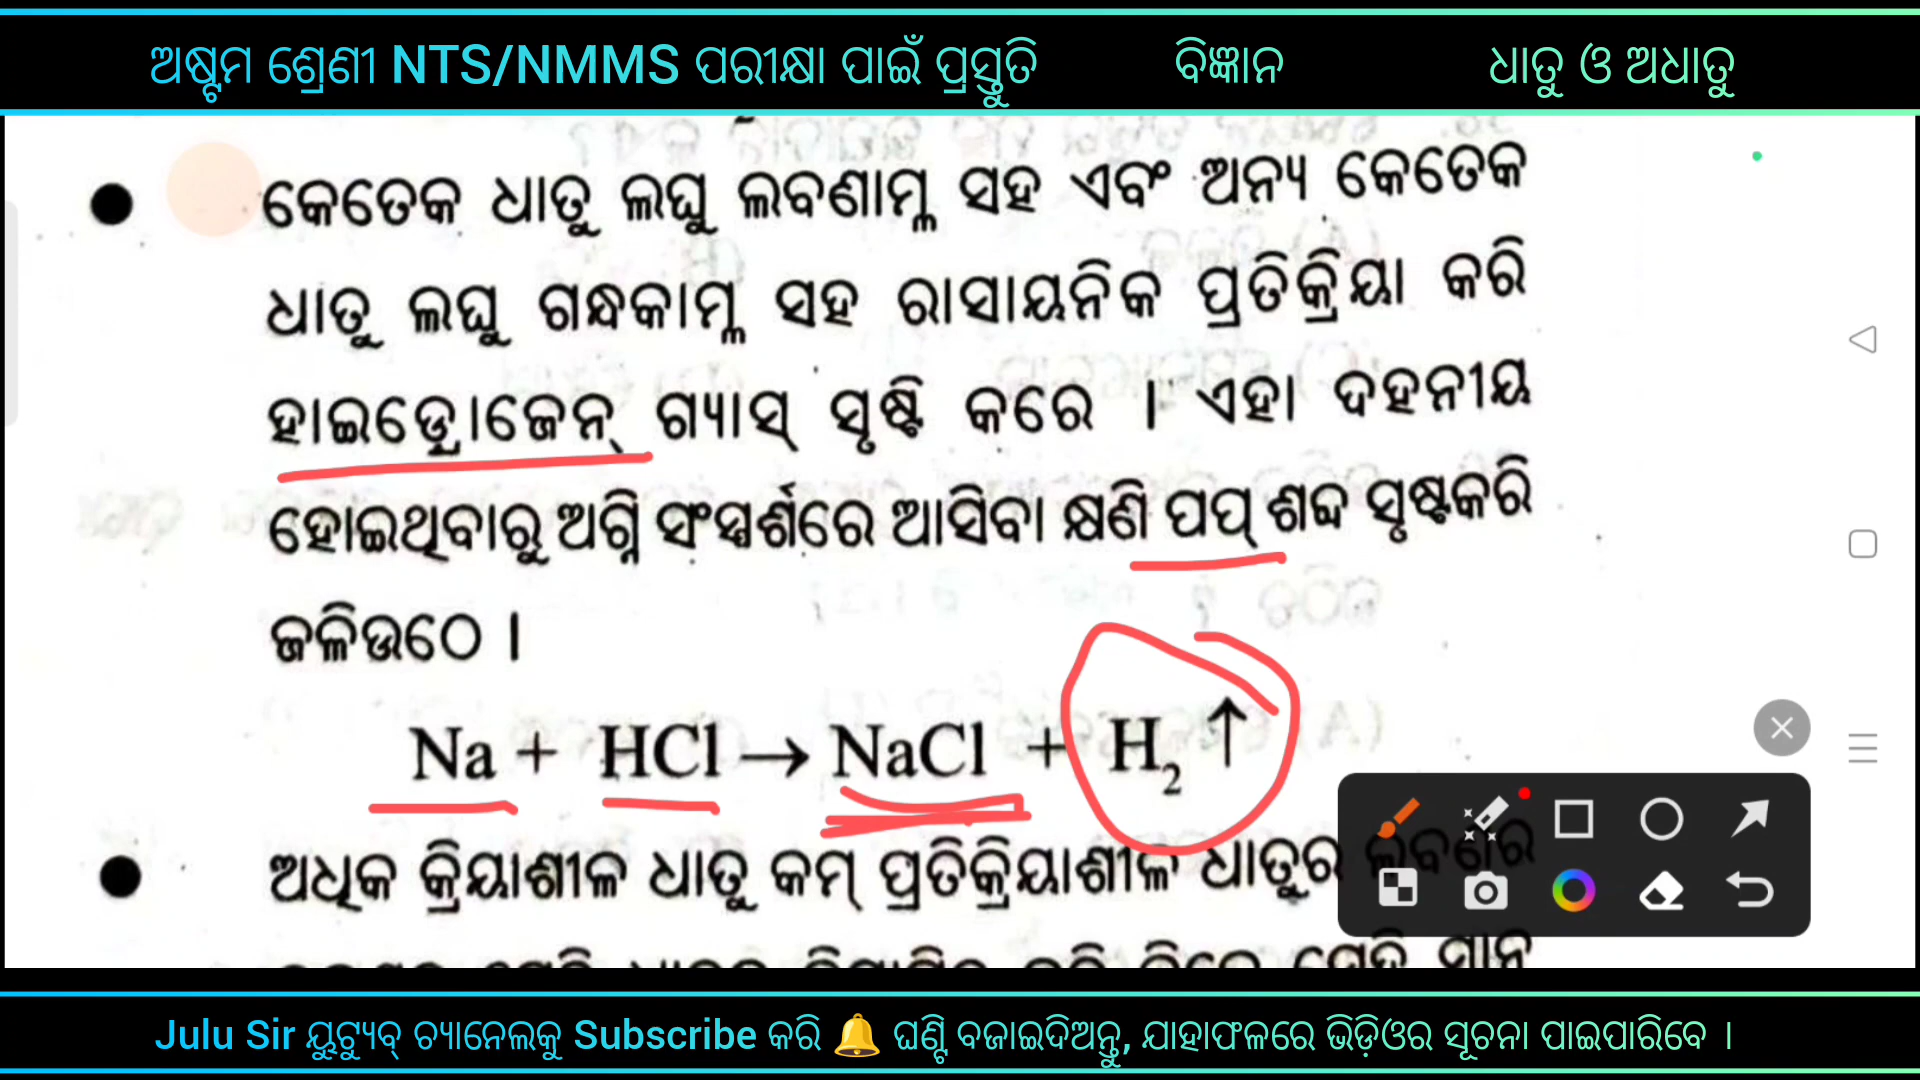 ଅଷ୍ଟମ ଶ୍ରେଣୀ NTS/NMMS ପରୀକ୍ଷା ପାଇଁ ପ୍ରସ୍ତୁତି ବିଜ୍ଞାନ ଧାତୁ ଓ ଅଧାତୁ
● କେତେକ ଧାତୁ ଲଘୁ ଲବଣାମ୍ଳ ସହ ଏବଂ ଅନ୍ୟ କେତେକ
ଧାତୁ ଲଘୁ ଗନ୍ଧକାମ୍ଳ ସହ ରାସାୟନିକ ପ୍ରତିକ୍ରିୟା କରି
ହାଇଡ୍ରୋଜେନ୍ ଗ୍ୟାସ୍ ସୃଷ୍ଟି କରେ । ଏହା ଦହନୀୟ
ହୋଇଥିବାରୁ ଅଗ୍ନି ସଂସ୍ପର୍ଶରେ ଆସିବା କ୍ଷଣି ପପ୍ ଶବ୍ଦ ସୃଷ୍ଟକରି
ଜଳିଉଠେ ।
Na + HCl → NaCl + H₂↑
● ଅଧିକ କ୍ରିୟାଶୀଳ ଧାତୁ କମ୍ ପ୍ରତିକ୍ରିୟାଶୀଳ ଧାତୁର ଲବଣର
Julu Sir ୟୁଟ୍ୟୁବ୍ ଚ୍ୟାନେଲକୁ Subscribe କରି 🔔 ଘଣ୍ଟି ବଜାଇଦିଅନ୍ତୁ, ଯାହାଫଳରେ ଭିଡ଼ିଓର ସୂଚନା ପାଇପାରିବେ ।